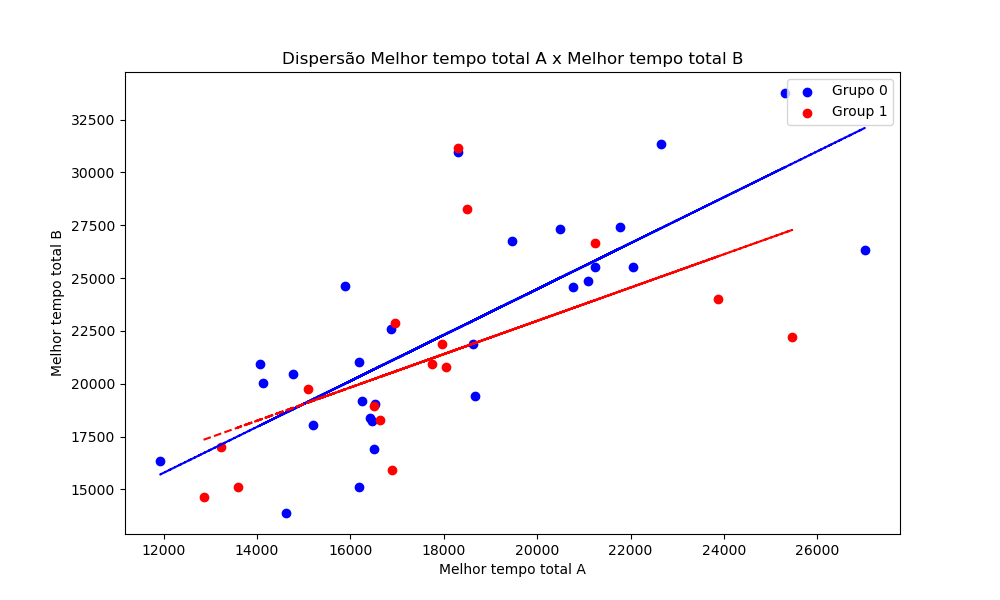 Dispersão Melhor tempo total A x Melhor tempo total B
Grupo 0
Group 1
32500
30000
27500
25000
22500
20000
17500
15000
Melhor tempo total B
12000 14000 16000 18000 20000 22000 24000 26000
Melhor tempo total A